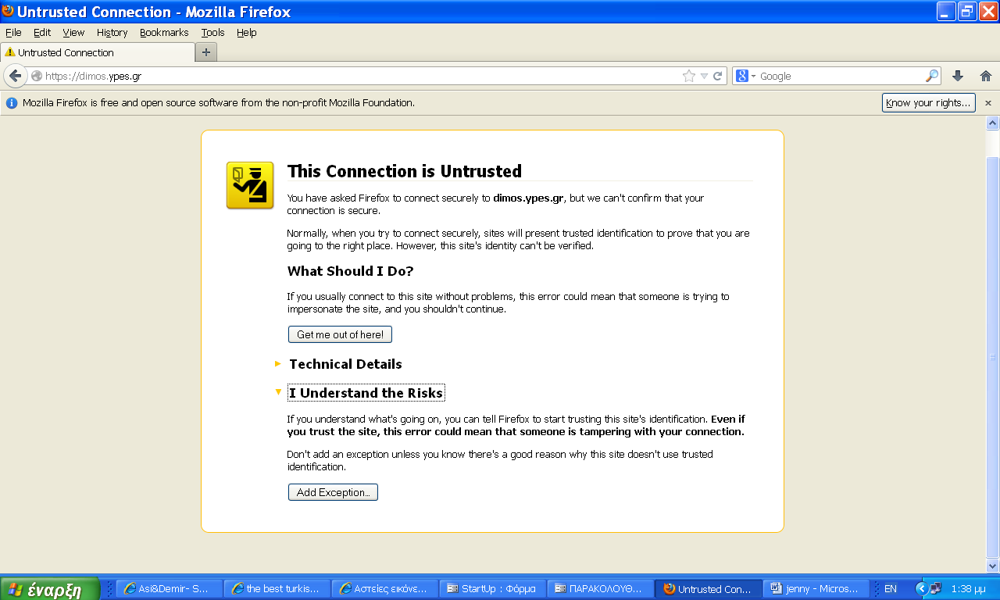 Untrusted Connection - Mozilla Firefox
File Edit View History Bookmarks Tools Help
Untrusted Connection
https://dimos.ypes.gr
Google
Mozilla Firefox is free and open source software from the non-profit Mozilla Foundation.
Know your rights...
This Connection is Untrusted
You have asked Firefox to connect securely to dimos.ypes.gr, but we can't confirm that your
connection is secure.
Normally, when you try to connect securely, sites will present trusted identification to prove that you are
going to the right place. However, this site's identity can't be verified.
What Should I Do?
If you usually connect to this site without problems, this error could mean that someone is trying to
impersonate the site, and you shouldn't continue.
Get me out of here!
Technical Details
I Understand the Risks
If you understand what's going on, you can tell Firefox to start trusting this site's identification. Even if
you trust the site, this error could mean that someone is tampering with your connection.
Don't add an exception unless you know there's a good reason why this site doesn't use trusted
identification.
Add Exception...
έναρξη
Asi&Demir- S...
the best turkis...
Αστείες εικόνε...
StartUp : Φόρμα
ΠΑΡΑΚΟΛΟΥΘ...
Untrusted Con...
jenny - Micros...
EN
1:38 μμ